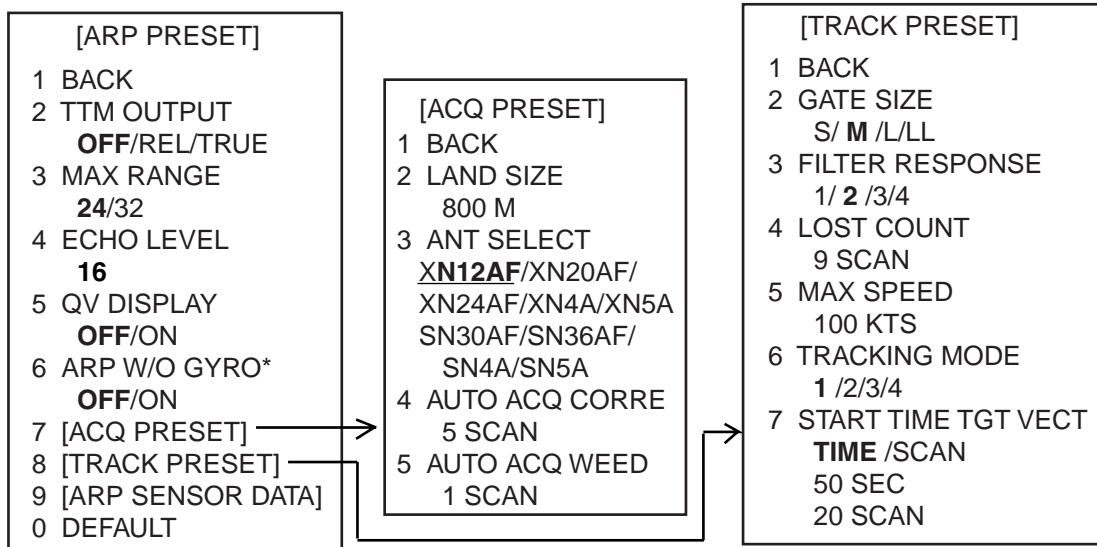 [ARP PRESET]
1 BACK
2 TTM OUTPUT
OFF/REL/TRUE
3 MAX RANGE
24/32
4 ECHO LEVEL
16
5 QV DISPLAY
OFF/ON
6 ARP W/O GYRO*
OFF/ON
7 [ACQ PRESET]
8 [TRACK PRESET]
9 [ARP SENSOR DATA]
0 DEFAULT
[ACQ PRESET]
1 BACK
2 LAND SIZE
800 M
3 ANT SELECT
XN12AF/XN20AF/
XN24AF/XN4A/XN5A
SN30AF/SN36AF/
SN4A/SN5A
4 AUTO ACQ CORRE
5 SCAN
5 AUTO ACQ WEED
1 SCAN
[TRACK PRESET]
1 BACK
2 GATE SIZE
S/ M /L/LL
3 FILTER RESPONSE
1/ 2 /3/4
4 LOST COUNT
9 SCAN
5 MAX SPEED
100 KTS
6 TRACKING MODE
1 /2/3/4
7 START TIME TGT VECT
TIME /SCAN
50 SEC
20 SCAN